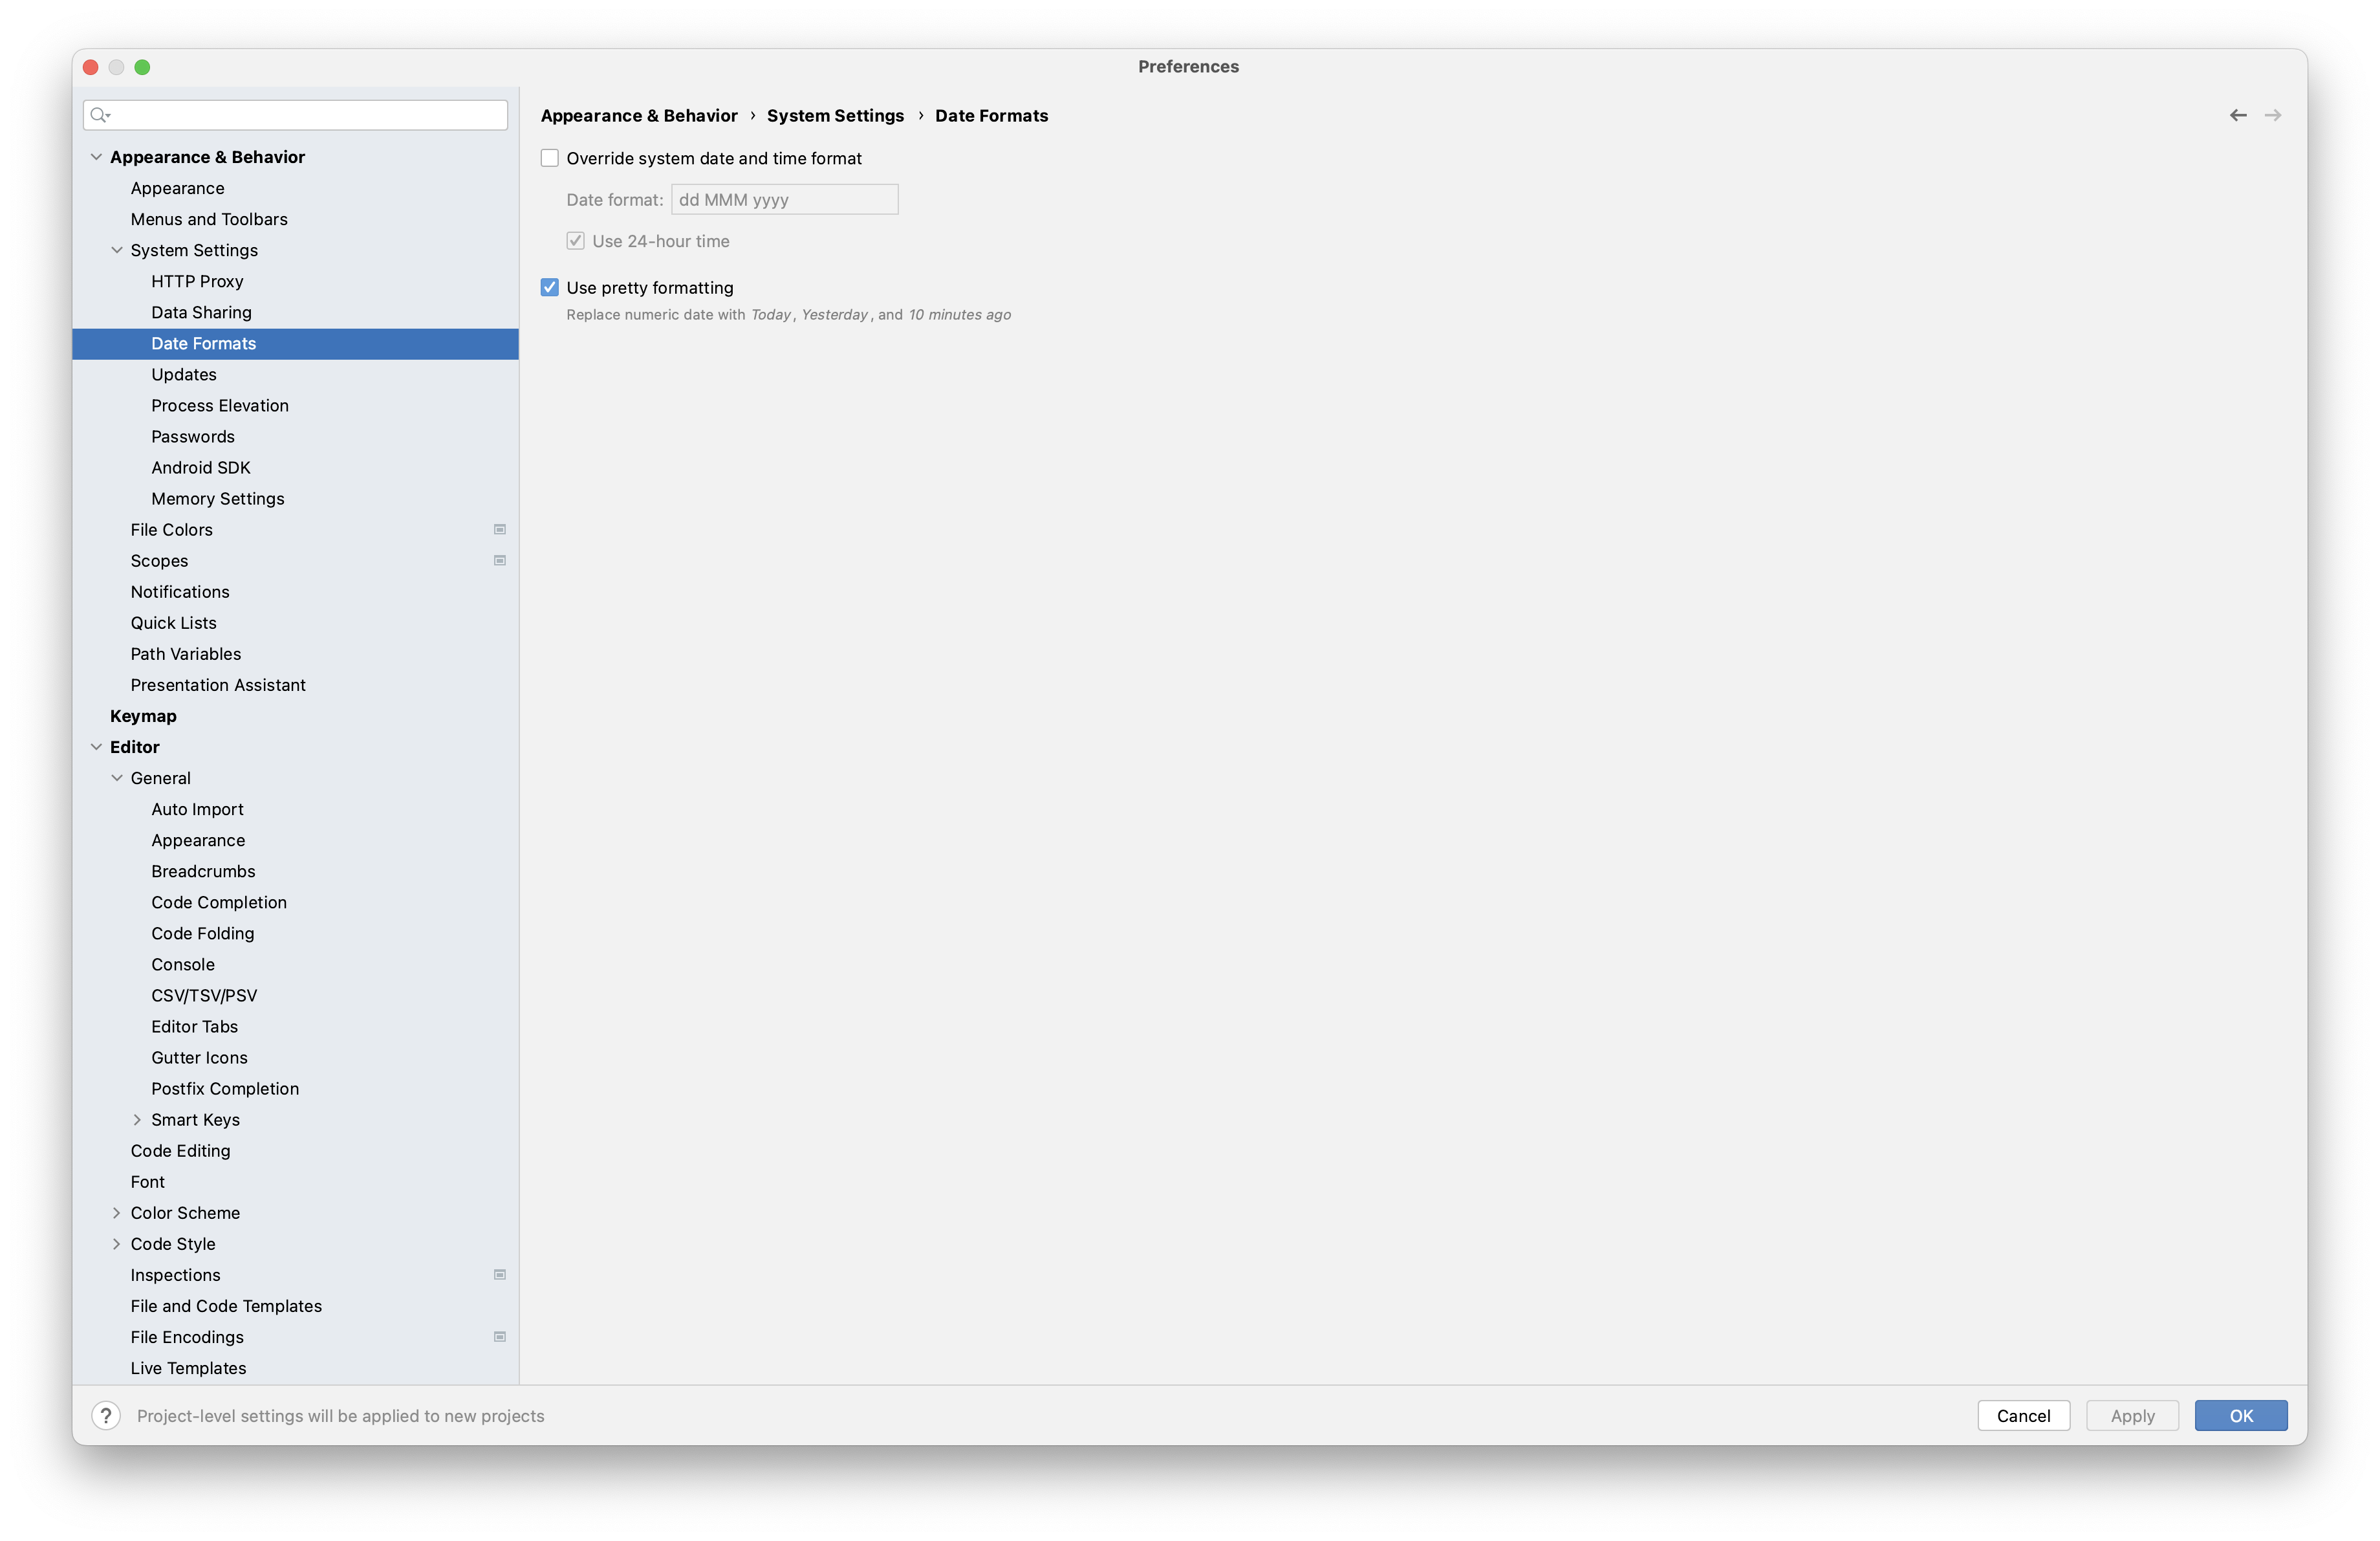 Preferences
Appearance & Behavior
Appearance
Menus and Toolbars
System Settings
HTTP Proxy
Data Sharing
Date Formats
Updates
Process Elevation
Passwords
Android SDK
Memory Settings
File Colors
Scopes
Notifications
Quick Lists
Path Variables
Presentation Assistant
Keymap
Editor
General
Auto Import
Appearance
Breadcrumbs
Code Completion
Code Folding
Console
CSV/TSV/PSV
Editor Tabs
Gutter Icons
Postfix Completion
Smart Keys
Code Editing
Font
Color Scheme
Code Style
Inspections
File and Code Templates
File Encodings
Live Templates
Appearance & Behavior › System Settings › Date Formats
Override system date and time format
Date format: dd MMM yyyy
Use 24-hour time
Use pretty formatting
Replace numeric date with Today, Yesterday, and 10 minutes ago
? Project-level settings will be applied to new projects
Cancel Apply OK